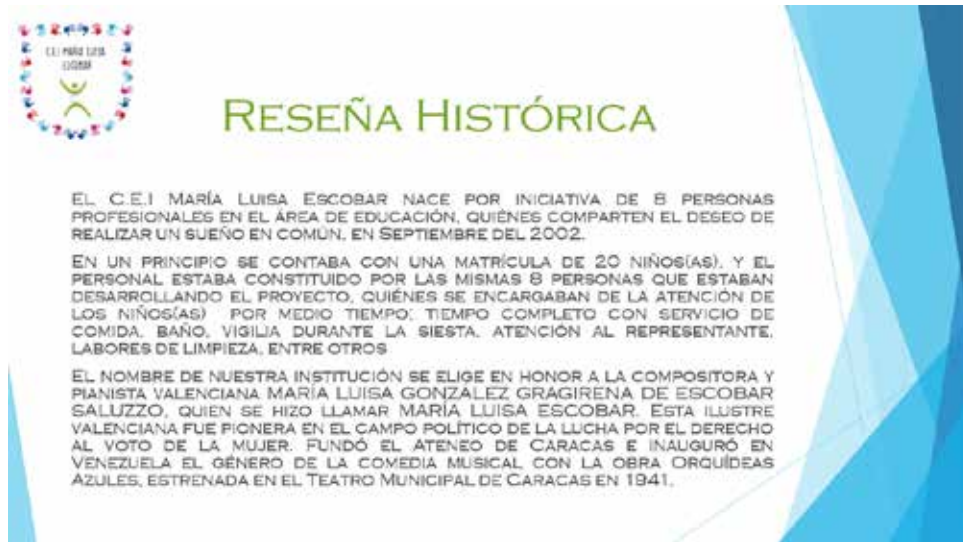 C.E.I MARÍA LUISA
ESCOBAR
RESEÑA HISTÓRICA
EL C.E.I MARÍA LUISA ESCOBAR NACE POR INICIATIVA DE 8 PERSONAS
PROFESIONALES EN EL ÁREA DE EDUCACIÓN, QUIÉNES COMPARTEN EL DESEO DE
REALIZAR UN SUEÑO EN COMÚN, EN SEPTIEMBRE DEL 2002.
EN UN PRINCIPIO SE CONTABA CON UNA MATRÍCULA DE 20 NIÑOS(AS), Y EL
PERSONAL ESTABA CONSTITUIDO POR LAS MISMAS 8 PERSONAS QUE ESTABAN
DESARROLLANDO EL PROYECTO, QUIÉNES SE ENCARGABAN DE LA ATENCIÓN DE
LOS NIÑOS(AS) POR MEDIO TIEMPO; TIEMPO COMPLETO CON SERVICIO DE
COMIDA, BAÑO, VIGILIA DURANTE LA SIESTA, ATENCIÓN AL REPRESENTANTE,
LABORES DE LIMPIEZA, ENTRE OTROS
EL NOMBRE DE NUESTRA INSTITUCIÓN SE ELIGE EN HONOR A LA COMPOSITORA Y
PIANISTA VALENCIANA MARÍA LUISA GONZÁLEZ GRAGIRENA DE ESCOBAR
SALUZZO, QUIEN SE HIZO LLAMAR MARÍA LUISA ESCOBAR. ESTA ILUSTRE
VALENCIANA FUE PIONERA EN EL CAMPO POLÍTICO DE LA LUCHA POR EL DERECHO
AL VOTO DE LA MUJER. FUNDÓ EL ATENEO DE CARACAS E INAUGURÓ EN
VENEZUELA EL GÉNERO DE LA COMEDIA MUSICAL CON LA OBRA ORQUÍDEAS
AZULES, ESTRENADA EN EL TEATRO MUNICIPAL DE CARACAS EN 1941.